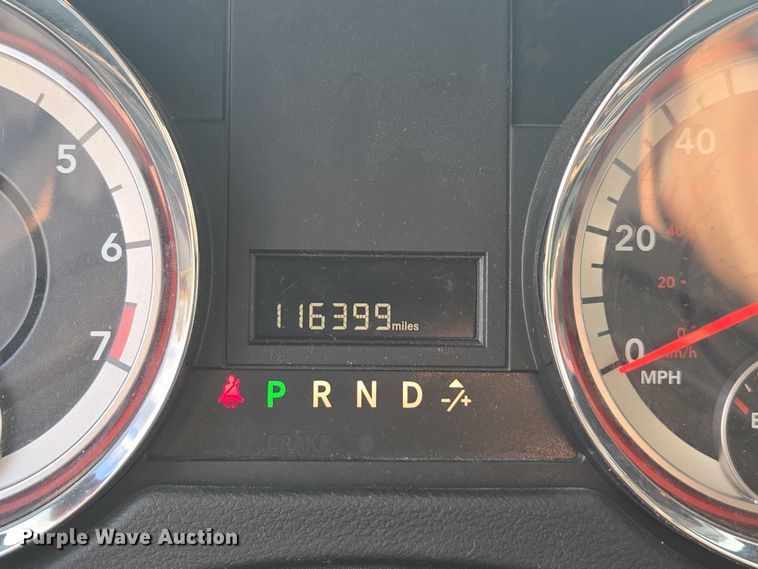 5
6
7
116399 miles
P R N D -/+
BRAKE
40
20
0
MPH
40
20
0
km/h
E
Purple Wave Auction